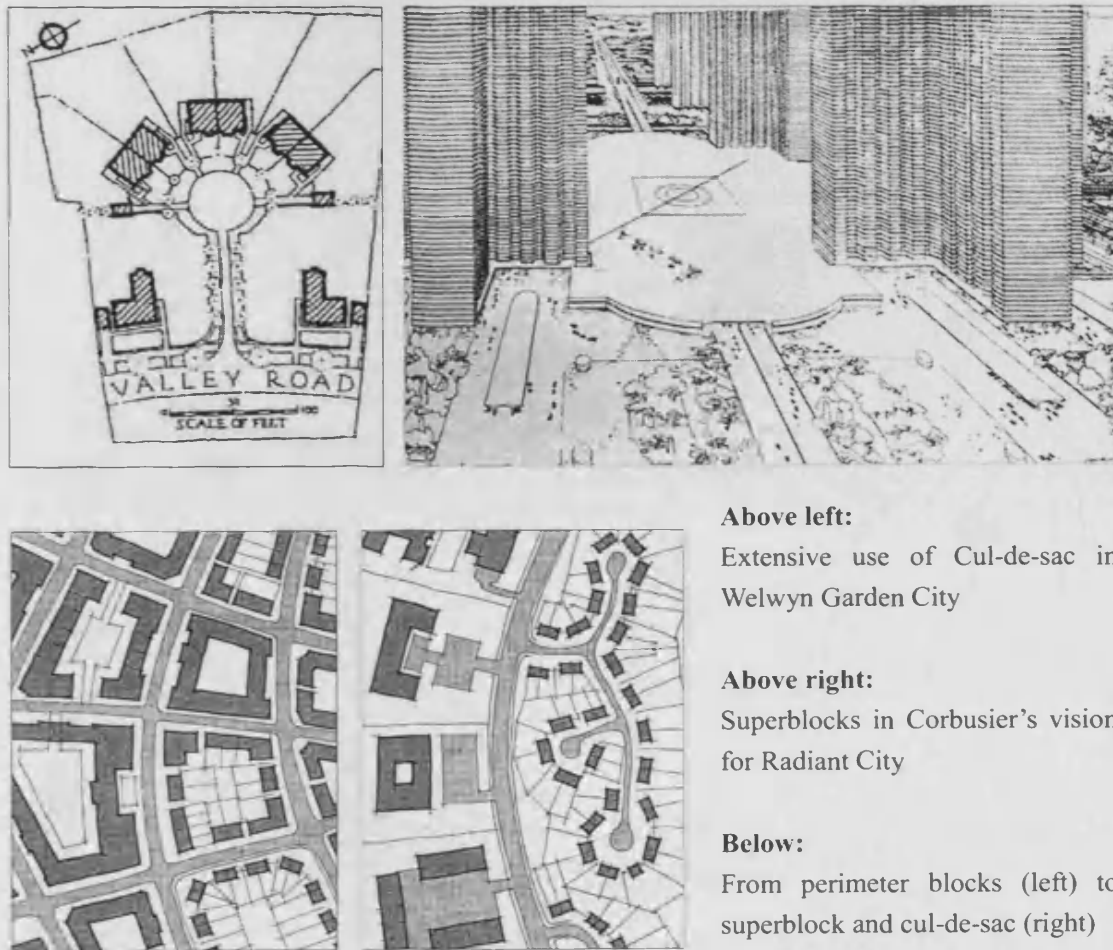 N
VALLEY ROAD
50
100
SCALE OF FEET
Above left:
Extensive use of Cul-de-sac in
Welwyn Garden City
Above right:
Superblocks in Corbusier's vision
for Radiant City
Below:
From perimeter blocks (left) to
superblock and cul-de-sac (right)